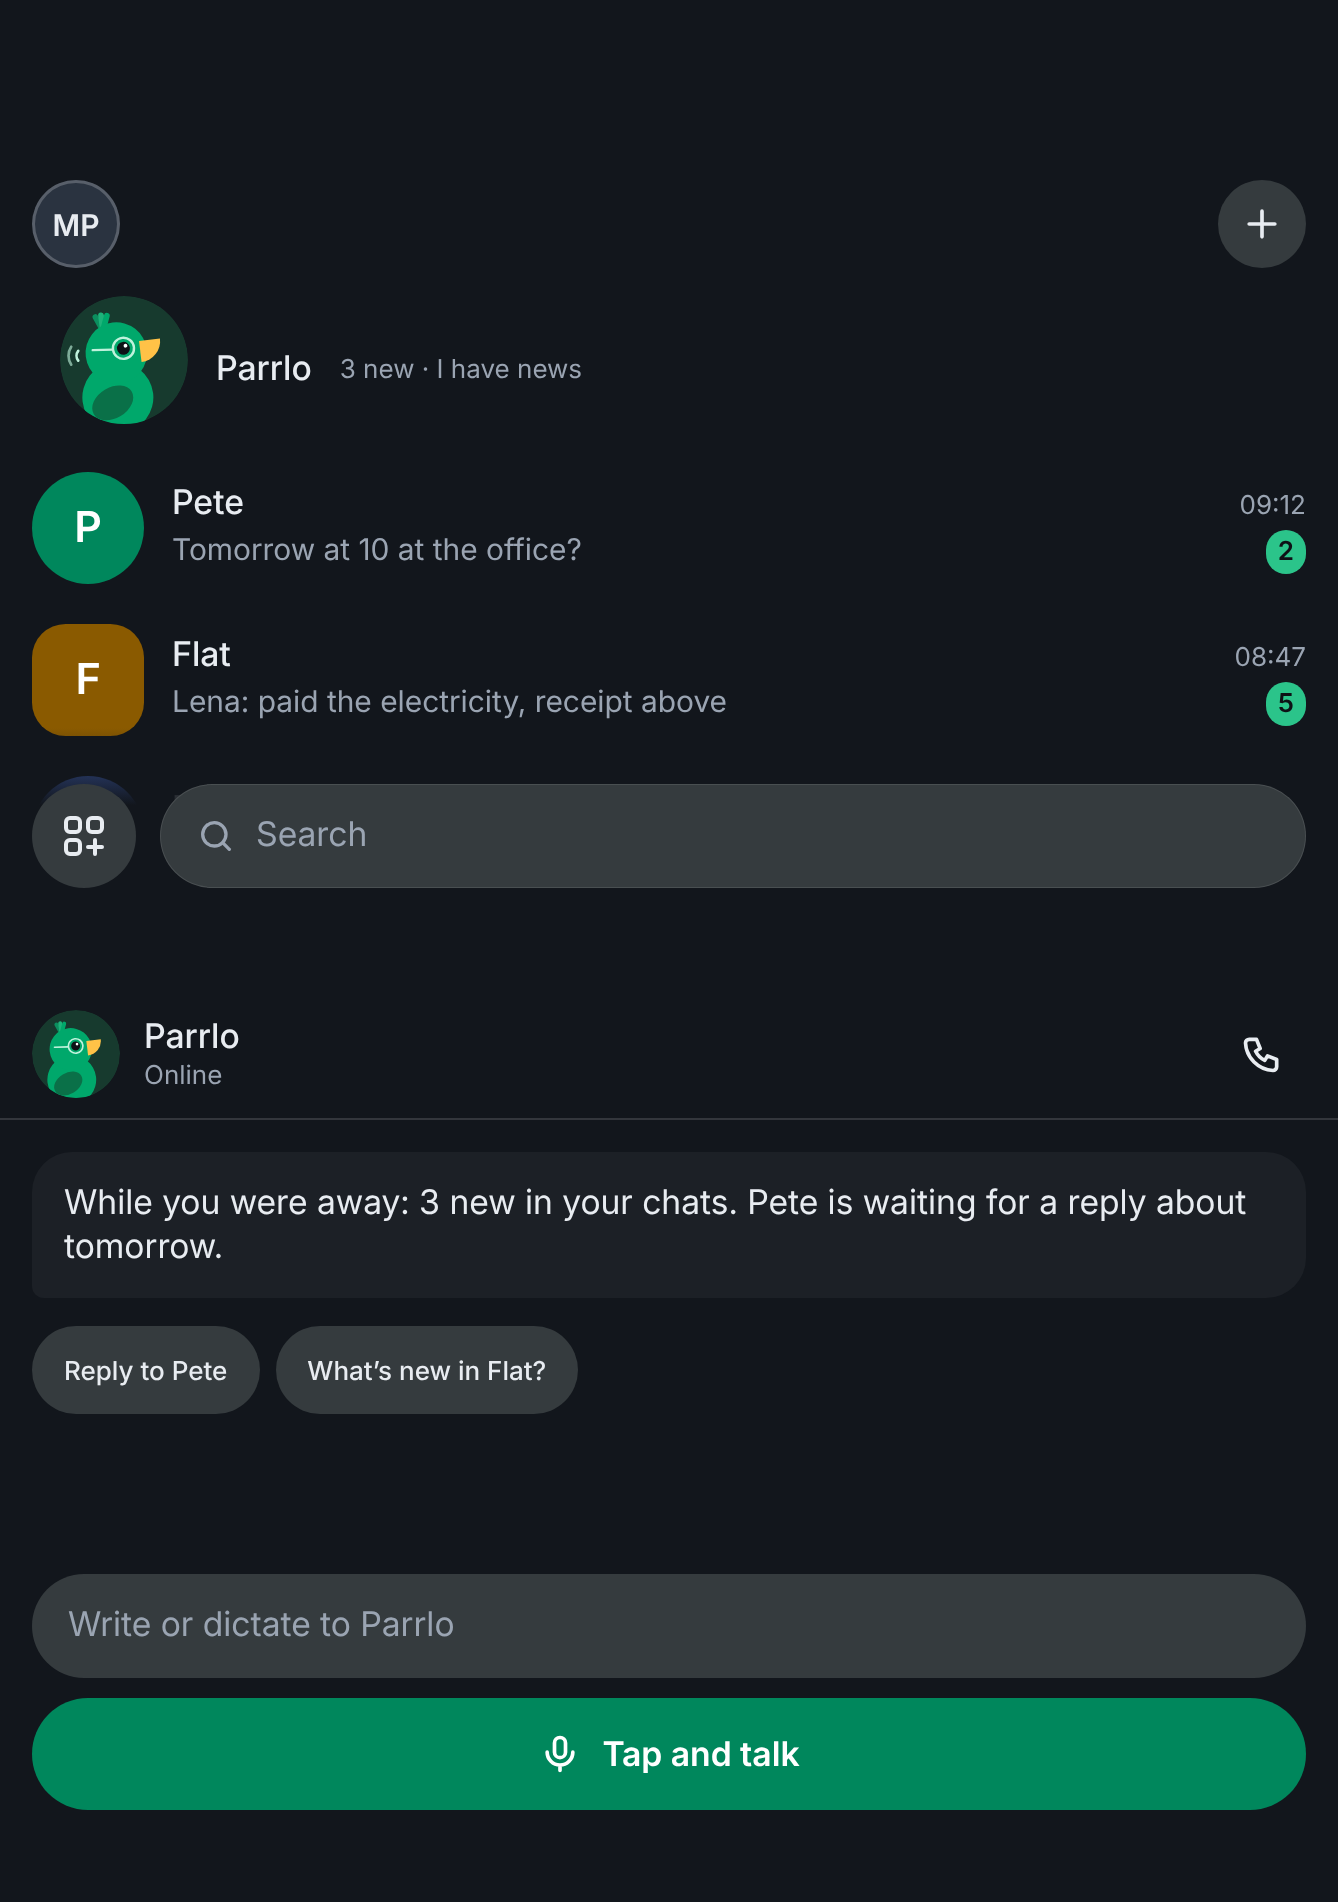 MP
Parrlo 3 new · I have news
P
Pete
09:12
Tomorrow at 10 at the office?
2
F
Flat
08:47
Lena: paid the electricity, receipt above
5
Search
Parrlo
Online
While you were away: 3 new in your chats. Pete is waiting for a reply about
tomorrow.
Reply to Pete
What’s new in Flat?
Write or dictate to Parrlo
Tap and talk